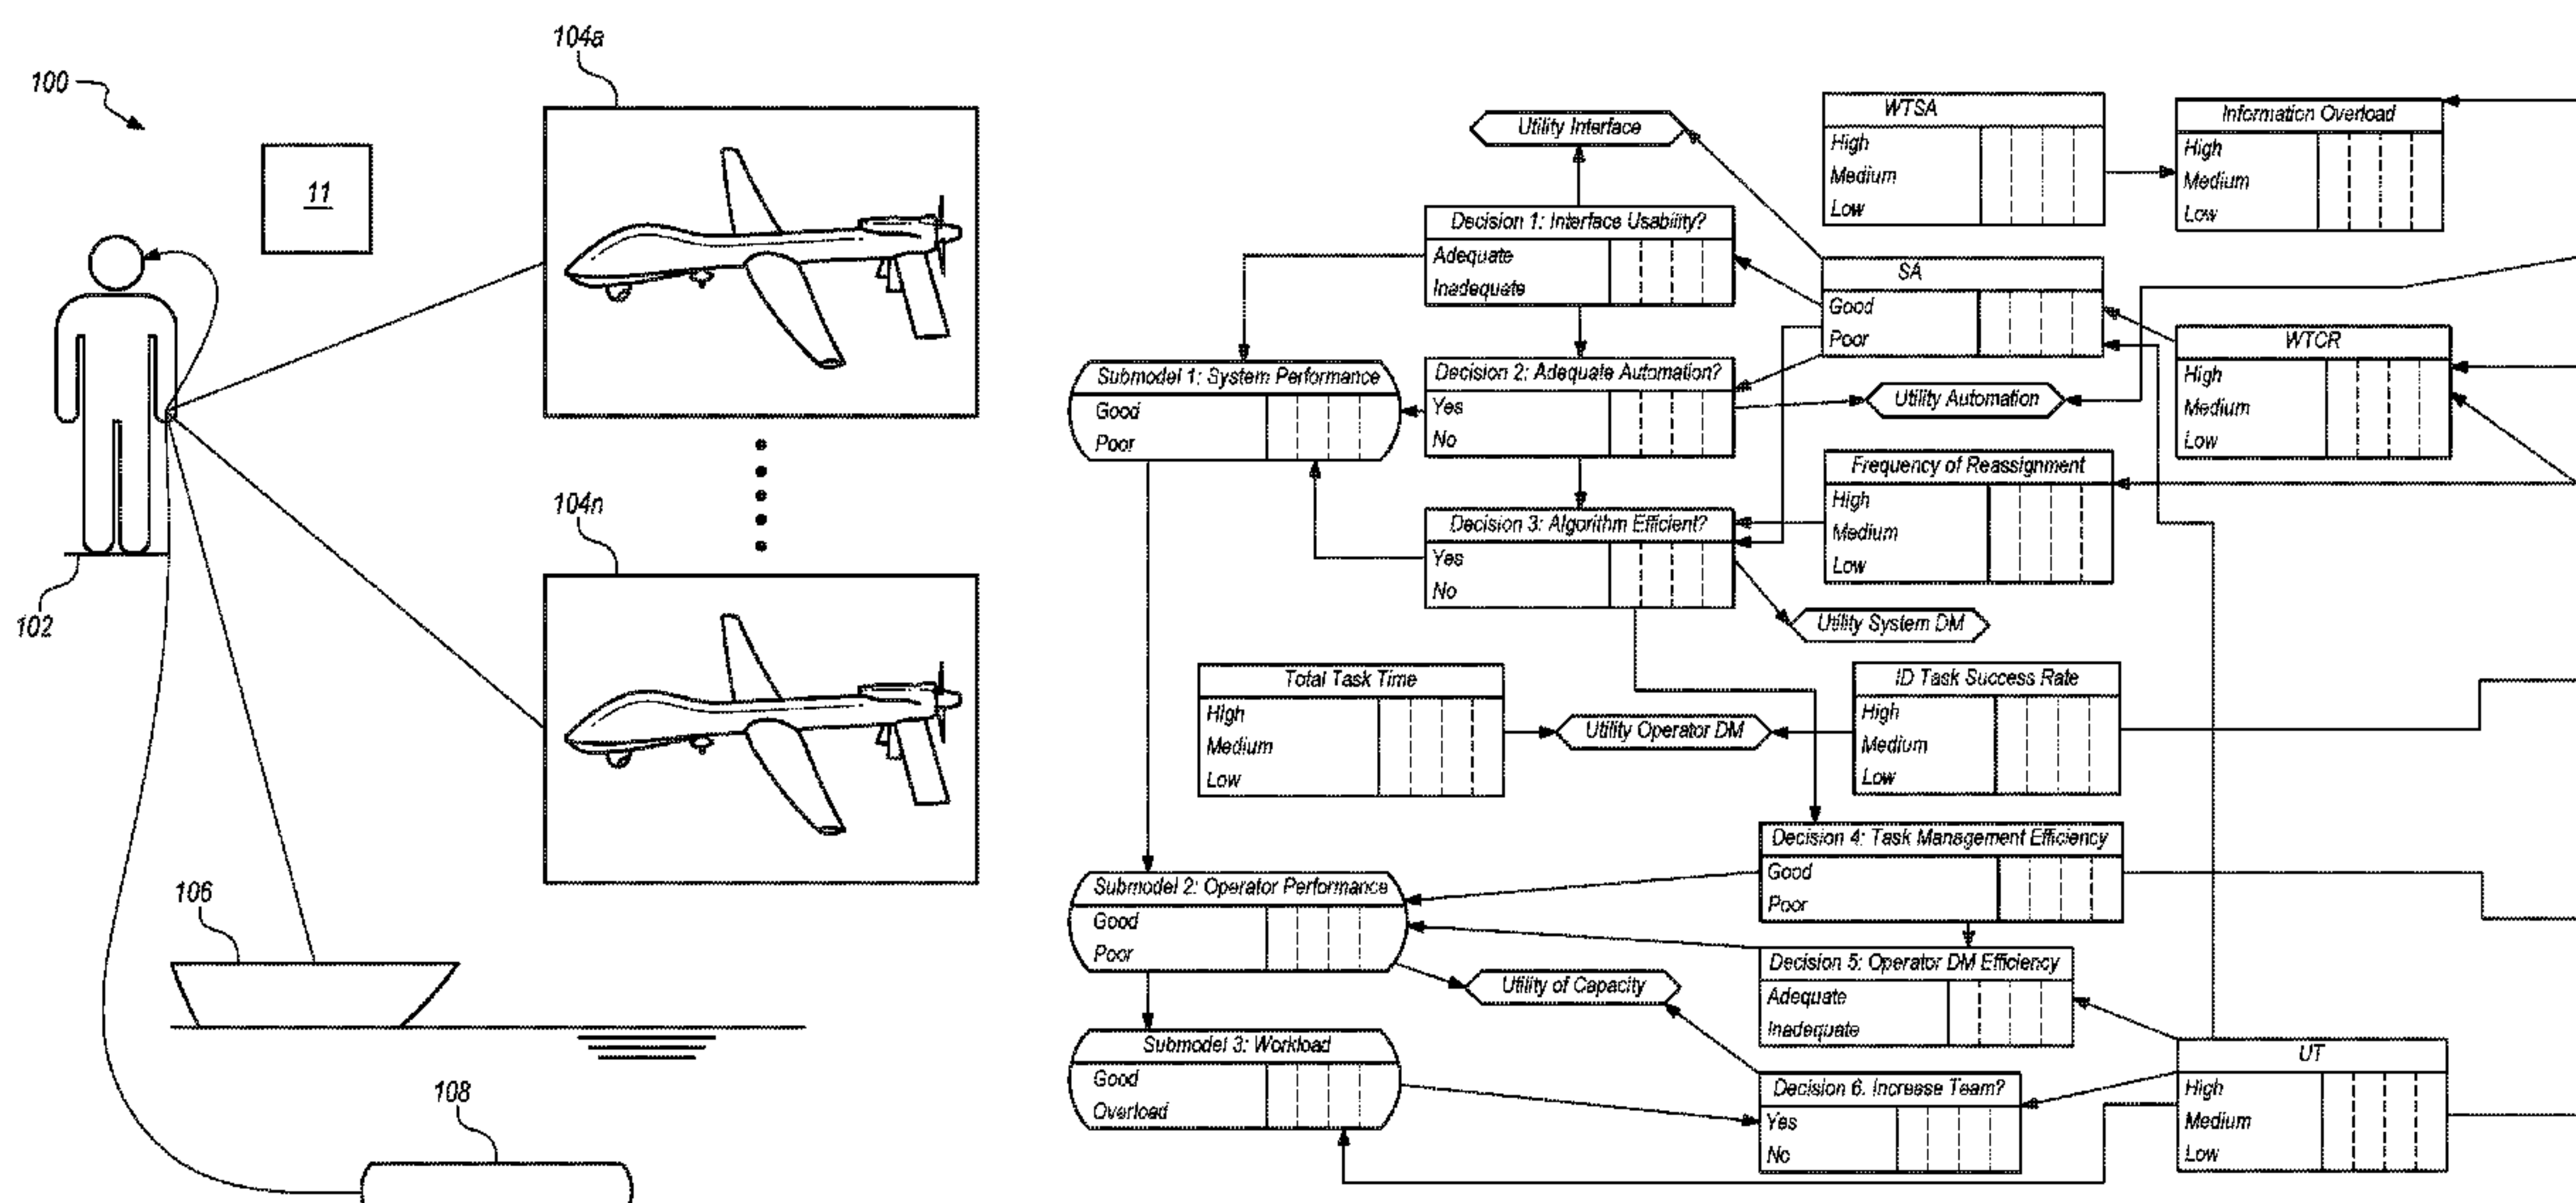 100
104a
11
102
104n
106
108
Utility Interface
WTSA
High
Medium
Low
Information Overload
High
Medium
Low
Decision 1: Interface Usability?
Adequate
Inadequate
SA
Good
Poor
WTCR
High
Medium
Low
Submodel 1: System Performance
Good
Poor
Decision 2: Adequate Automation?
Yes
No
Utility Automation
Frequency of Reassignment
High
Medium
Low
Decision 3: Algorithm Efficient?
Yes
No
Utility System DM
Total Task Time
High
Medium
Low
Utility Operator DM
ID Task Success Rate
High
Medium
Low
Decision 4: Task Management Efficiency
Good
Poor
Submodel 2: Operator Performance
Good
Poor
Decision 5: Operator DM Efficiency
Adequate
Inadequate
Utility of Capacity
Submodel 3: Workload
Good
Overload
Decision 6. Increase Team?
Yes
No
UT
High
Medium
Low